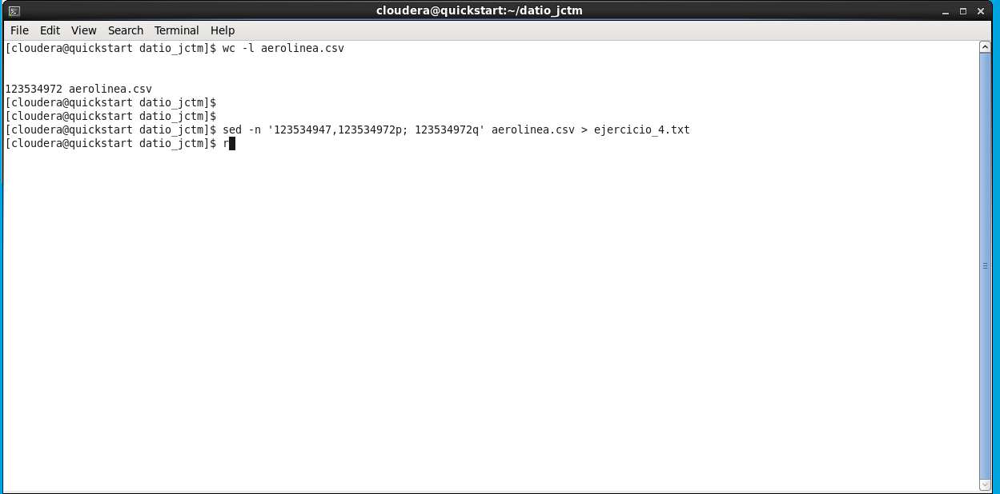 cloudera@quickstart:~/datio_jctm
File Edit View Search Terminal Help
[cloudera@quickstart datio_jctm]$ wc -l aerolinea.csv
123534972 aerolinea.csv
[cloudera@quickstart datio_jctm]$
[cloudera@quickstart datio_jctm]$
[cloudera@quickstart datio_jctm]$ sed -n '123534947,123534972p; 123534972q' aerolinea.csv > ejercicio_4.txt
[cloudera@quickstart datio_jctm]$ r